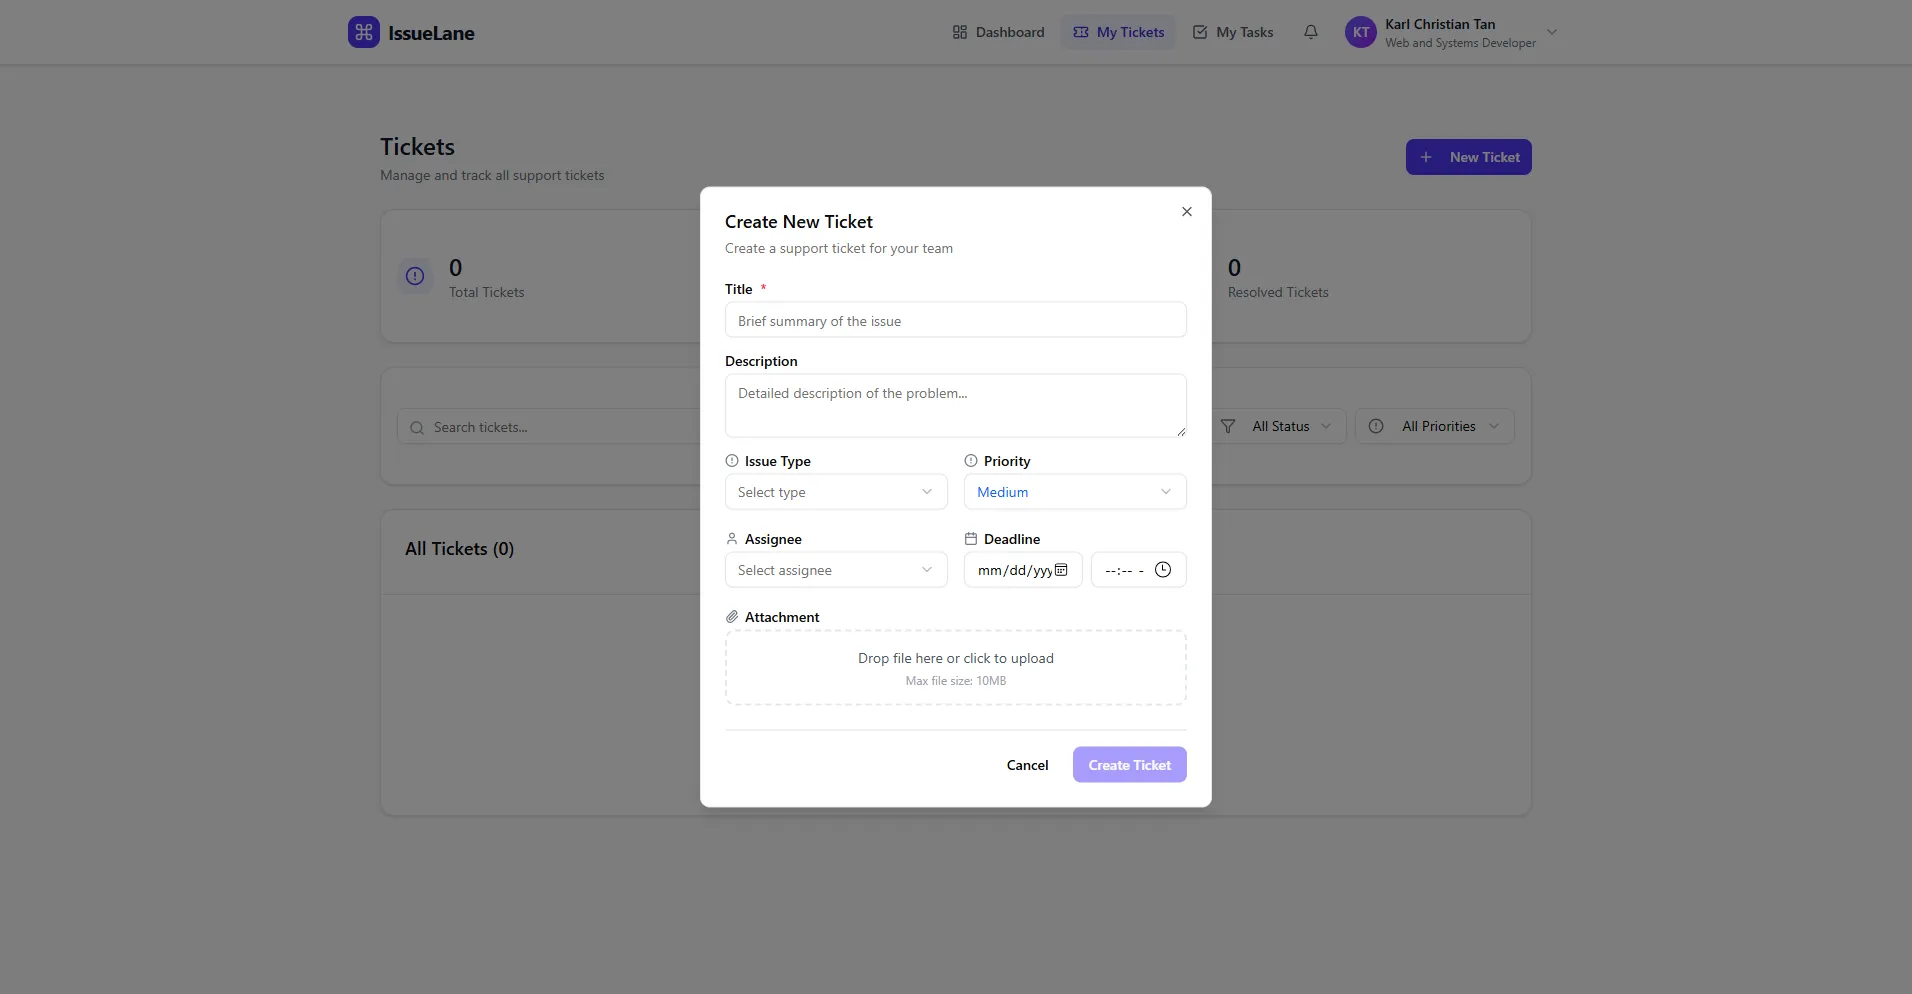 IssueLane
Dashboard
My Tickets
My Tasks
KT
Karl Christian Tan
Web and Systems Developer
Tickets
Manage and track all support tickets
New Ticket
0
Total Tickets
0
Resolved Tickets
Search tickets...
All Status
All Priorities
All Tickets (0)
Create New Ticket
Create a support ticket for your team
Title *
Brief summary of the issue
Description
Detailed description of the problem...
Issue Type
Priority
Select type
Medium
Assignee
Deadline
Select assignee
mm/dd/yyy
--:-- -
Attachment
Drop file here or click to upload
Max file size: 10MB
Cancel
Create Ticket